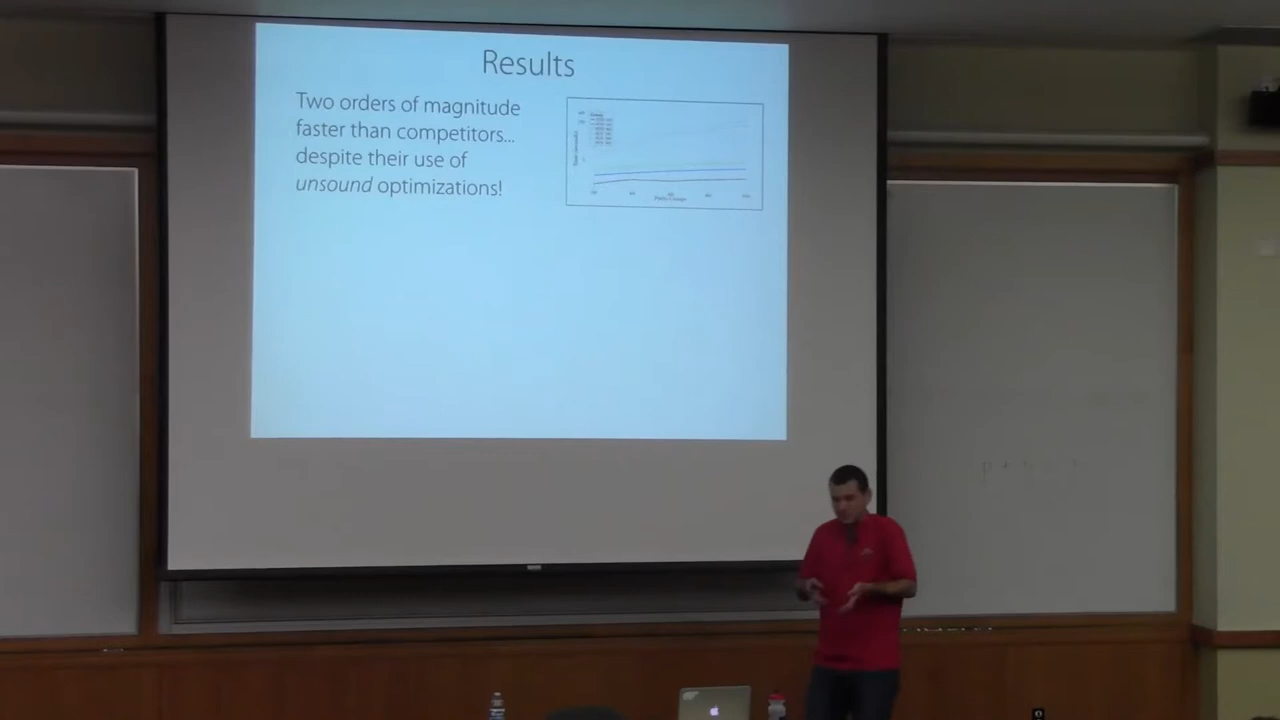 Results
Two orders of magnitude
faster than competitors...
despite their use of
unsound optimizations!